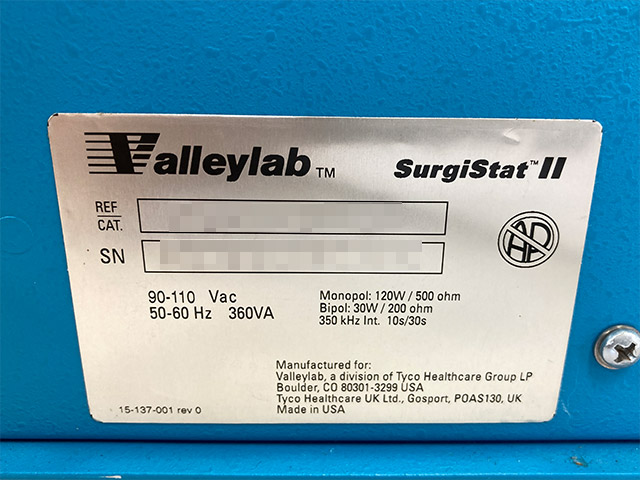 Valleylab™
SurgiStat™ II
REF
CAT.
SN
90-110 Vac
50-60 Hz 360VA
Monopol: 120W / 500 ohm
Bipol: 30W / 200 ohm
350 kHz Int. 10s/30s
Manufactured for:
Valleylab, a division of Tyco Healthcare Group LP
Boulder, CO 80301-3299 USA
Tyco Healthcare UK Ltd., Gosport, POAS130, UK
Made in USA
15-137-001 rev 0